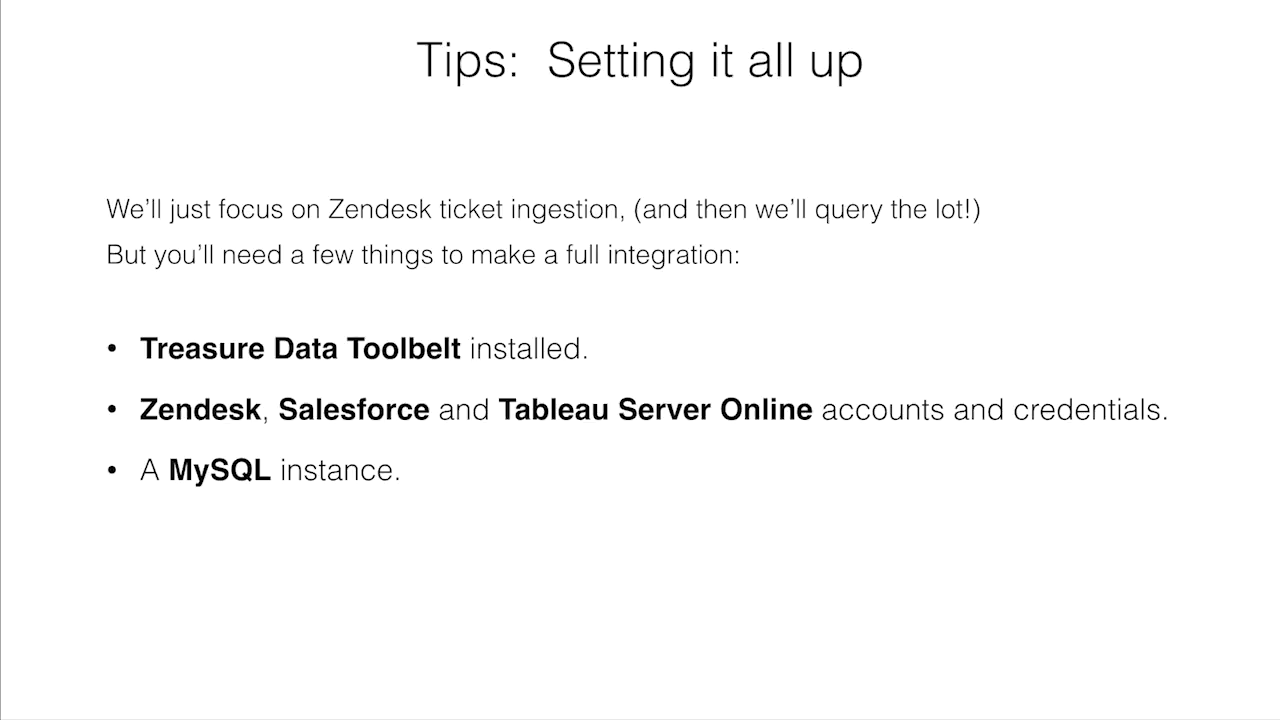 Tips:  Setting it all up
We’ll just focus on Zendesk ticket ingestion, (and then we’ll query the lot!)
But you’ll need a few things to make a full integration:
• Treasure Data Toolbelt installed.
• Zendesk, Salesforce and Tableau Server Online accounts and credentials.
• A MySQL instance.